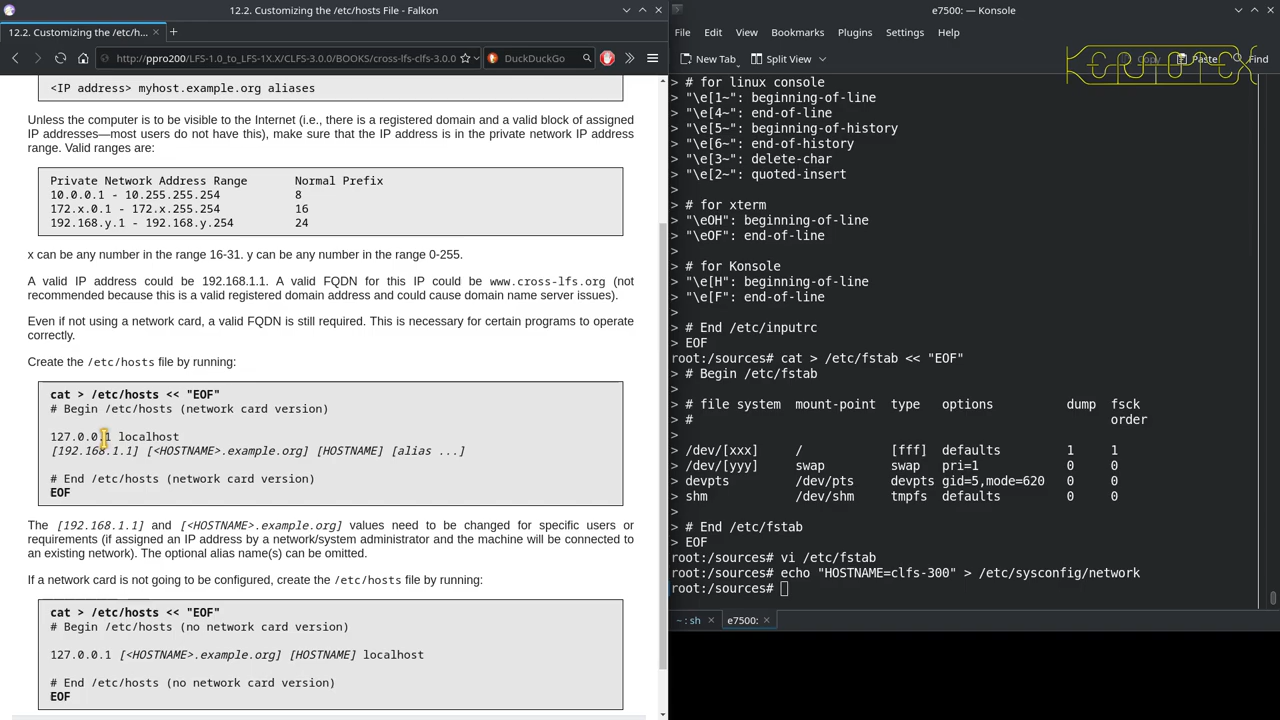 12.2. Customizing the /etc/hosts File - Falkon
12.2. Customizing the /etc/h...
http://ppro200/LFS-1.0_to_LFS-1X.X/CLFS-3.0.0/BOOKS/cross-lfs-clfs-3.0.0
DuckDuckGo
<IP address> myhost.example.org aliases
Unless the computer is to be visible to the Internet (i.e., there is a registered domain and a valid block of assigned
IP addresses—most users do not have this), make sure that the IP address is in the private network IP address
range. Valid ranges are:
Private Network Address Range Normal Prefix
10.0.0.1 - 10.255.255.254 8
172.x.0.1 - 172.x.255.254 16
192.168.y.1 - 192.168.y.254 24
x can be any number in the range 16-31. y can be any number in the range 0-255.
A valid IP address could be 192.168.1.1. A valid FQDN for this IP could be www.cross-lfs.org (not
recommended because this is a valid registered domain address and could cause domain name server issues).
Even if not using a network card, a valid FQDN is still required. This is necessary for certain programs to operate
correctly.
Create the /etc/hosts file by running:
cat > /etc/hosts << "EOF"
# Begin /etc/hosts (network card version)
127.0.0.1 localhost
[192.168.1.1] [<HOSTNAME>.example.org] [HOSTNAME] [alias ...]
# End /etc/hosts (network card version)
EOF
The [192.168.1.1] and [<HOSTNAME>.example.org] values need to be changed for specific users or
requirements (if assigned an IP address by a network/system administrator and the machine will be connected to
an existing network). The optional alias name(s) can be omitted.
If a network card is not going to be configured, create the /etc/hosts file by running:
cat > /etc/hosts << "EOF"
# Begin /etc/hosts (no network card version)
127.0.0.1 [<HOSTNAME>.example.org] [HOSTNAME] localhost
# End /etc/hosts (no network card version)
EOF
e7500: — Konsole
File Edit View Bookmarks Plugins Settings Help
New Tab Split View Copy Paste Find
> # for linux console
> "\e[1~": beginning-of-line
> "\e[4~": end-of-line
> "\e[5~": beginning-of-history
> "\e[6~": end-of-history
> "\e[3~": delete-char
> "\e[2~": quoted-insert
>
> # for xterm
> "\eOH": beginning-of-line
> "\eOF": end-of-line
>
> # for Konsole
> "\e[H": beginning-of-line
> "\e[F": end-of-line
>
> # End /etc/inputrc
> EOF
root:/sources# cat > /etc/fstab << "EOF"
> # Begin /etc/fstab
>
> # file system mount-point type options dump fsck
> # order
>
> /dev/[xxx] / [fff] defaults 1 1
> /dev/[yyy] swap swap pri=1 0 0
> devpts /dev/pts devpts gid=5,mode=620 0 0
> shm /dev/shm tmpfs defaults 0 0
>
> # End /etc/fstab
> EOF
root:/sources# vi /etc/fstab
root:/sources# echo "HOSTNAME=clfs-300" > /etc/sysconfig/network
root:/sources#
~ : sh e7500: